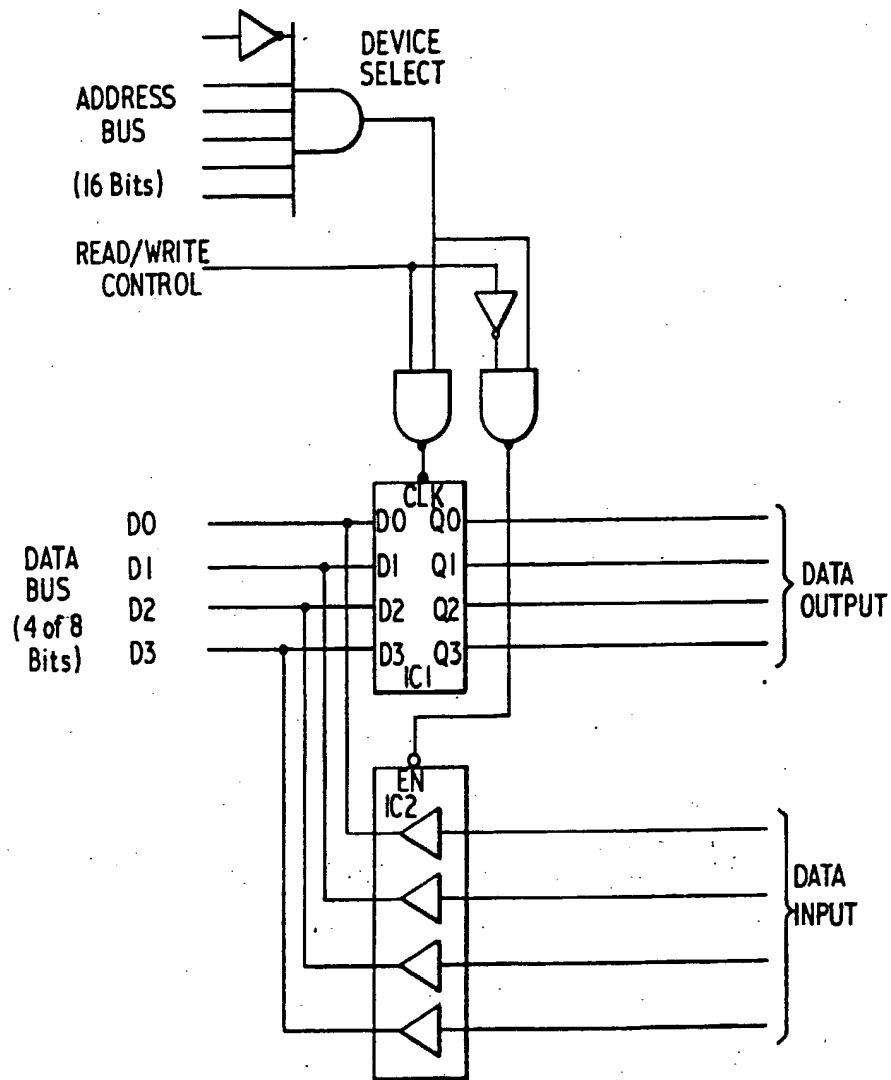 DEVICE
SELECT
ADDRESS
BUS
(16 Bits)
READ/WRITE
CONTROL
CLK
D0
D0
Q0
DATA
BUS
(4 of 8
Bits)
D1
D1
Q1
D2
D2
Q2
D3
D3
Q3
IC1
DATA
OUTPUT
EN
IC2
DATA
INPUT